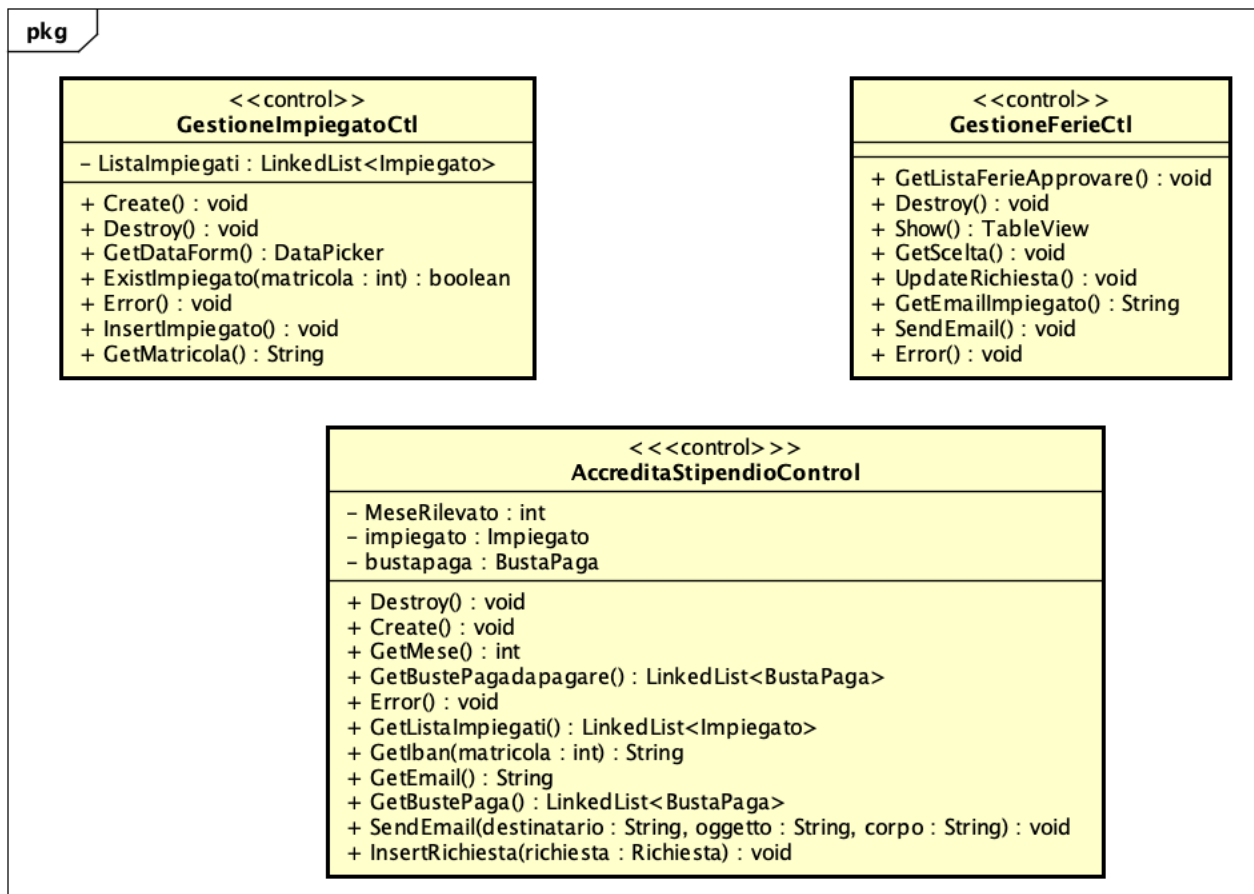 pkg
<<control>>
GestioneImpiegatoCtl
- ListaImpiegati : LinkedList<Impiegato>
+ Create() : void
+ Destroy() : void
+ GetDataForm() : DataPicker
+ ExistImpiegato(matricola : int) : boolean
+ Error() : void
+ InsertImpiegato() : void
+ GetMatricola() : String
<<control>>
GestioneFerieCtl
+ GetListaFerieApprovare() : void
+ Destroy() : void
+ Show() : TableView
+ GetScelta() : void
+ UpdateRichiesta() : void
+ GetEmailImpiegato() : String
+ SendEmail() : void
+ Error() : void
<<<control>>>
AccreditaStipendioControl
- MeseRilevato : int
- impiegato : Impiegato
- bustapaga : BustaPaga
+ Destroy() : void
+ Create() : void
+ GetMese() : int
+ GetBustePagadapagare() : LinkedList<BustaPaga>
+ Error() : void
+ GetListaImpiegati() : LinkedList<Impiegato>
+ GetIban(matricola : int) : String
+ GetEmail() : String
+ GetBustePaga() : LinkedList<BustaPaga>
+ SendEmail(destinatario : String, oggetto : String, corpo : String) : void
+ InsertRichiesta(richiesta : Richiesta) : void